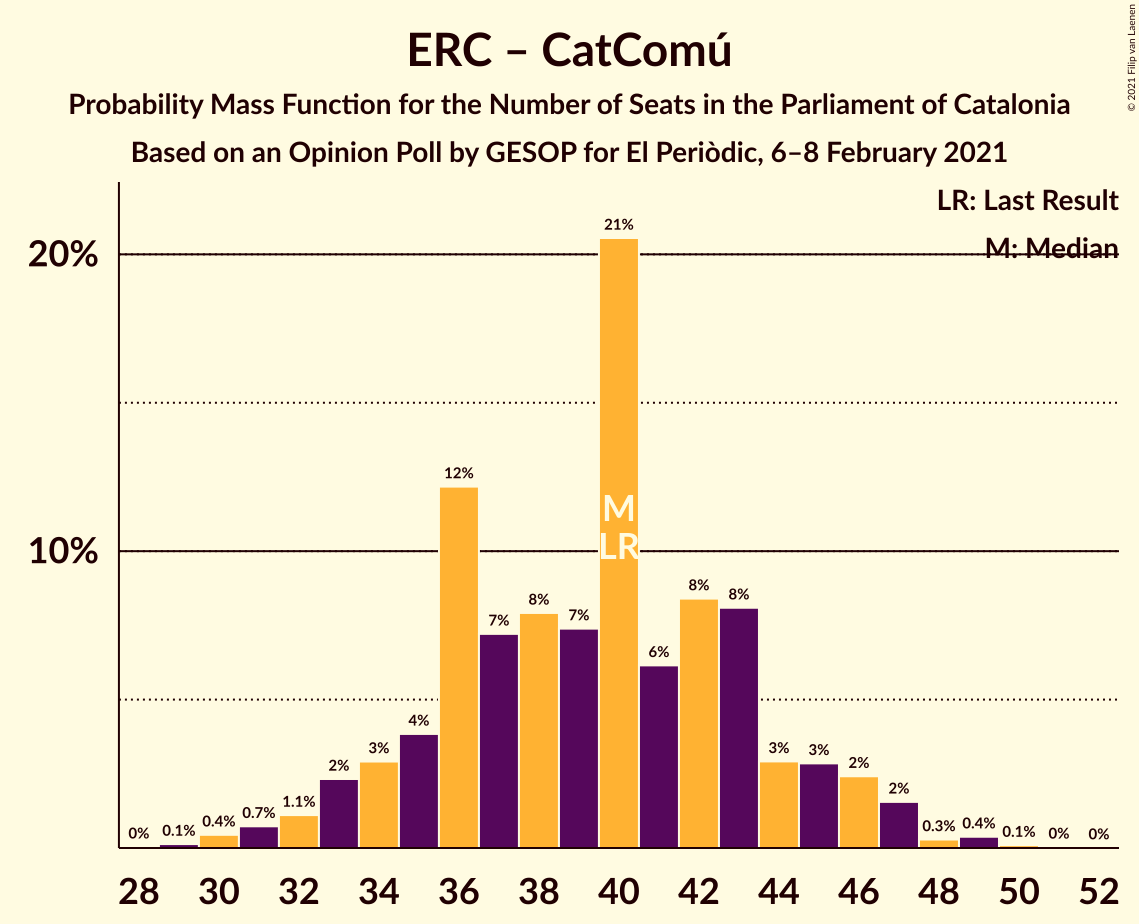 ERC – CatComú
Probability Mass Function for the Number of Seats in the Parliament of Catalonia
Based on an Opinion Poll by GESOP for El Periòdic, 6–8 February 2021
© 2021 Filip van Laenen
LR: Last Result
M: Median
20%
10%
0% 0.1% 0.4% 0.7% 1.1% 2% 3% 4% 12% 7% 8% 7% 21% 6% 8% 8% 3% 3% 2% 2% 0.3% 0.4% 0.1% 0% 0%
M
LR
28 30 32 34 36 38 40 42 44 46 48 50 52